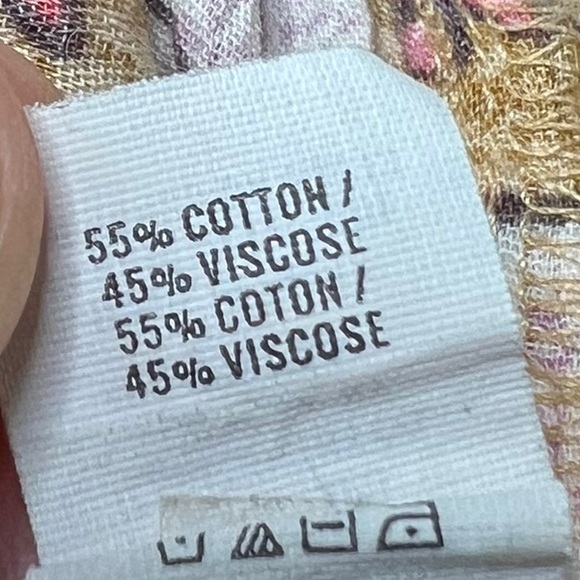 55% COTTON /
45% VISCOSE
55% COTON /
45% VISCOSE